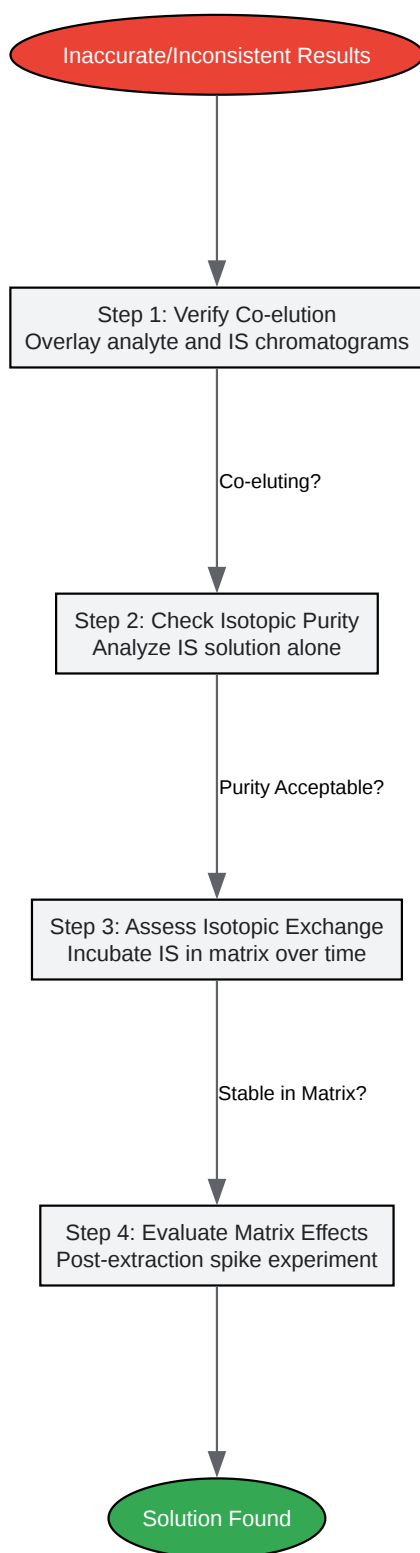 Inaccurate/Inconsistent Results
Step 1: Verify Co-elution
Overlay analyte and IS chromatograms
Co-eluting?
Step 2: Check Isotopic Purity
Analyze IS solution alone
Purity Acceptable?
Step 3: Assess Isotopic Exchange
Incubate IS in matrix over time
Stable in Matrix?
Step 4: Evaluate Matrix Effects
Post-extraction spike experiment
Solution Found